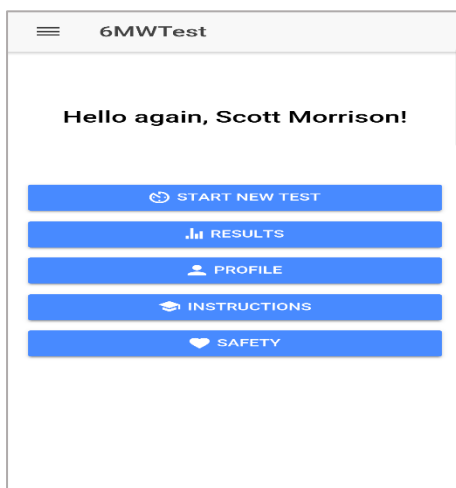 6MWTest
Hello again, Scott Morrison!
START NEW TEST
RESULTS
PROFILE
INSTRUCTIONS
SAFETY